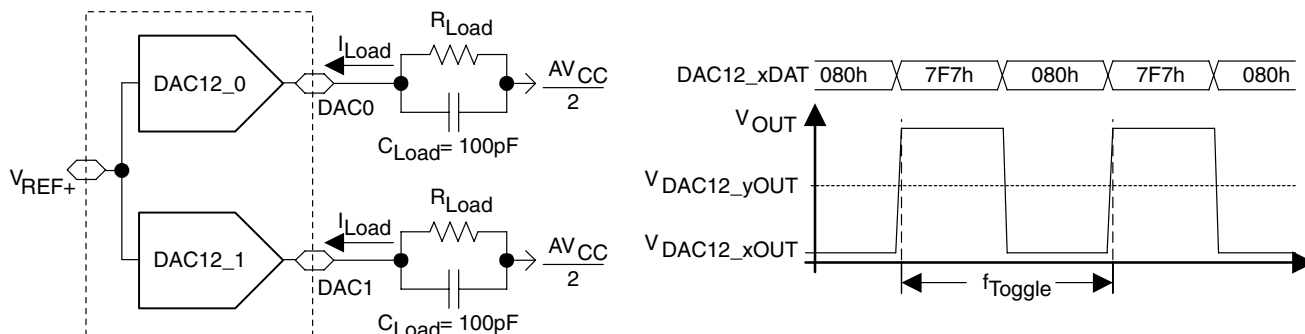 DAC12_0
I_Load
R_Load
AV_CC
2
DAC0
C_Load= 100pF
V_REF+
DAC12_1
I_Load
R_Load
AV_CC
2
DAC1
C_Load= 100pF
DAC12_xDAT 080h 7F7h 080h 7F7h 080h
V_OUT
V_DAC12_yOUT
V_DAC12_xOUT
f_Toggle